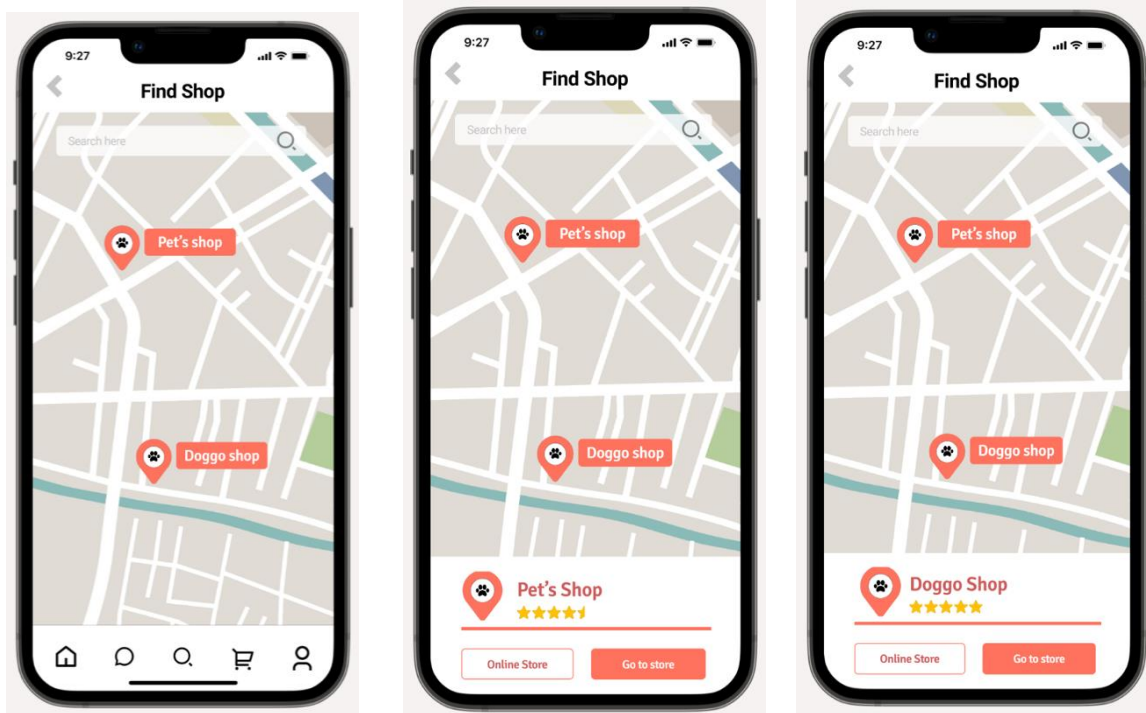 9:27
Find Shop
Search here
Pet's shop
Doggo shop
9:27
Find Shop
Search here
Pet's shop
Doggo shop
Pet's Shop
Online Store
Go to store
9:27
Find Shop
Search here
Pet's shop
Doggo shop
Doggo Shop
Online Store
Go to store